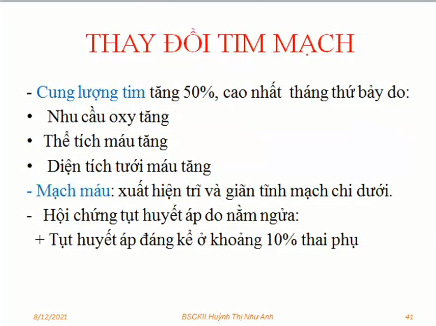 THAY ĐỔI TIM MẠCH
- Cung lượng tim tăng 50%, cao nhất tháng thứ bảy do:
• Nhu cầu oxy tăng
• Thể tích máu tăng
• Diện tích tưới máu tăng
- Mạch máu: xuất hiện trĩ và giãn tĩnh mạch chi dưới.
- Hội chứng tụt huyết áp do nằm ngửa:
+ Tụt huyết áp đáng kể ở khoảng 10% thai phụ
8/12/2021 BSCKII Huỳnh Thị Như Anh 41